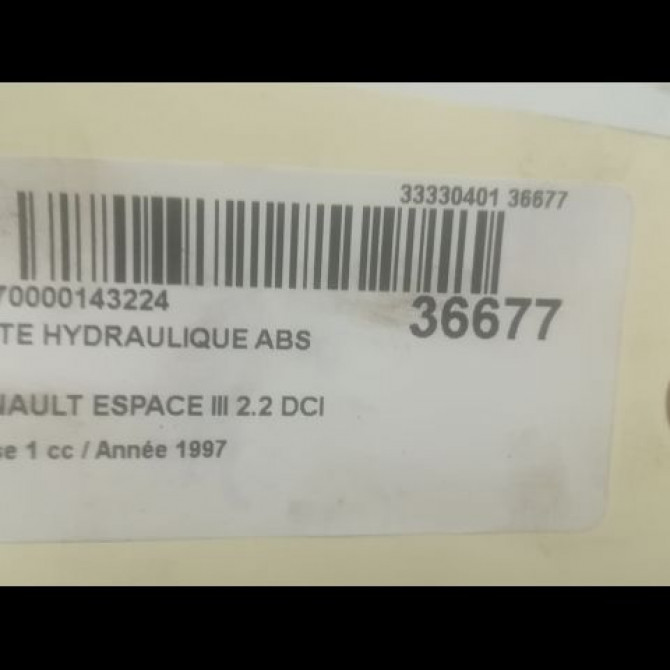 33330401 36677
70000143224
36677
TE HYDRAULIQUE ABS
NAULT ESPACE III 2.2 DCI
se 1 cc / Année 1997